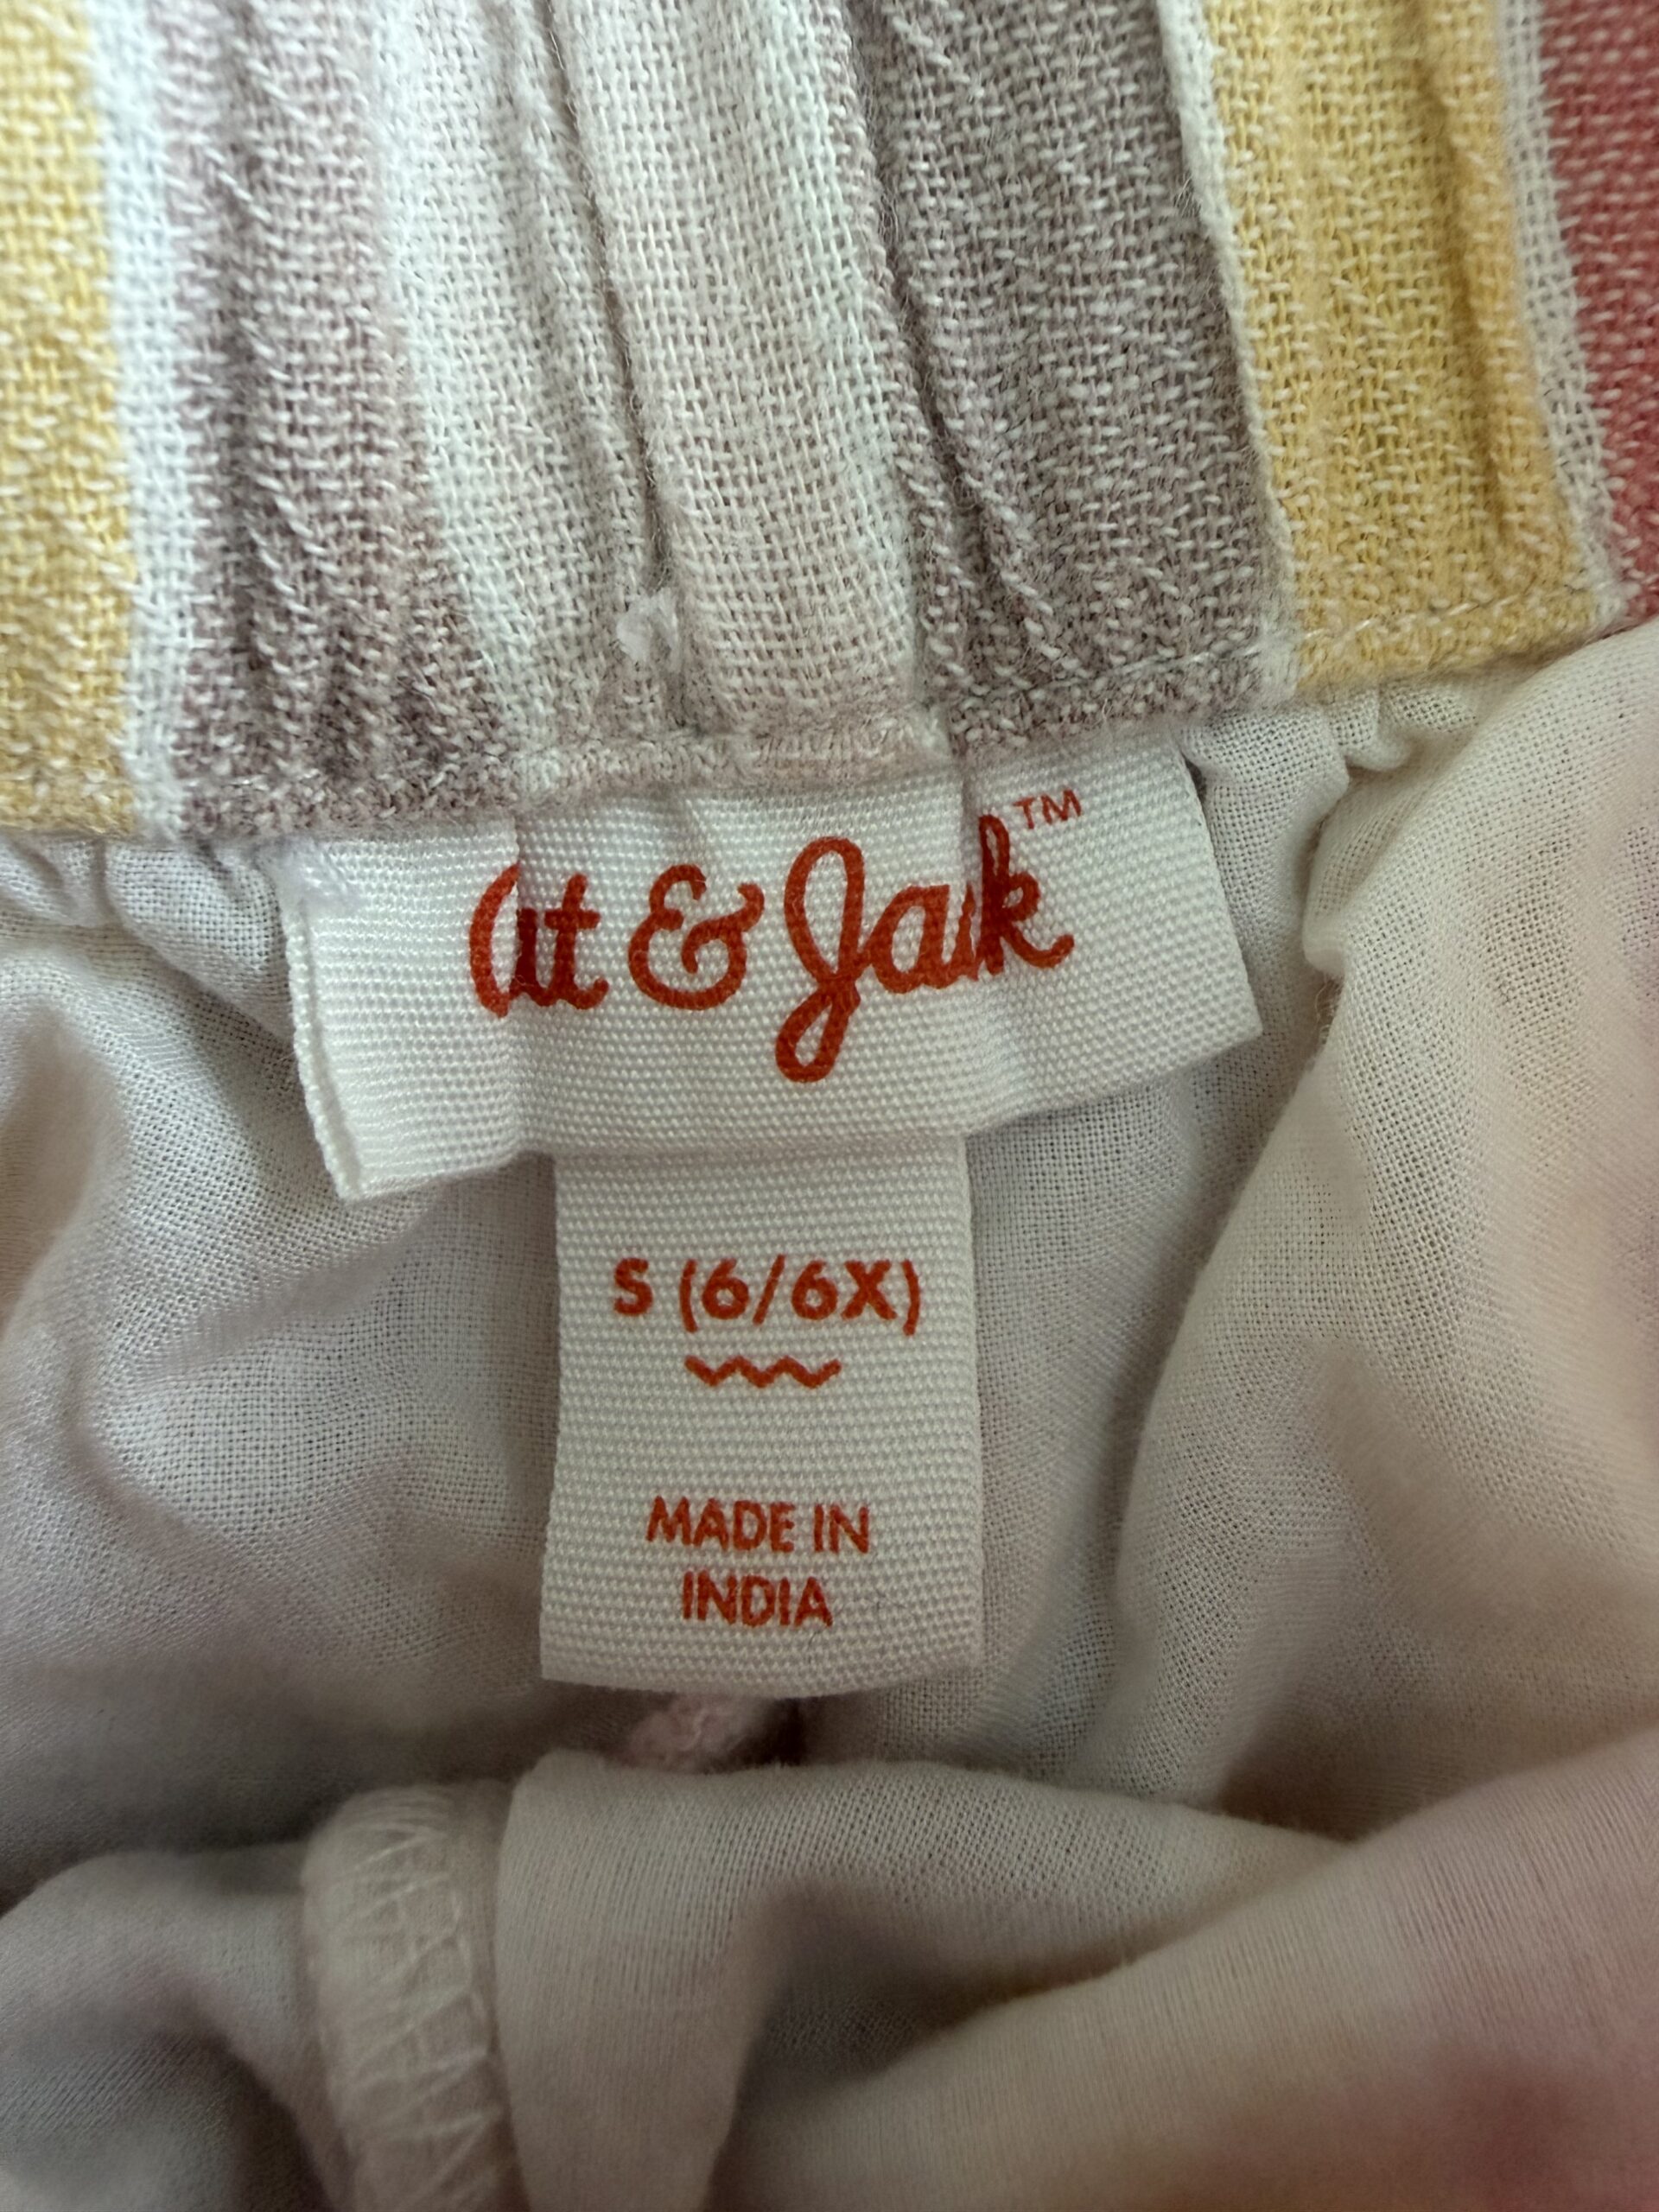 Cat & Jack™
S (6/6X)
MADE IN
INDIA